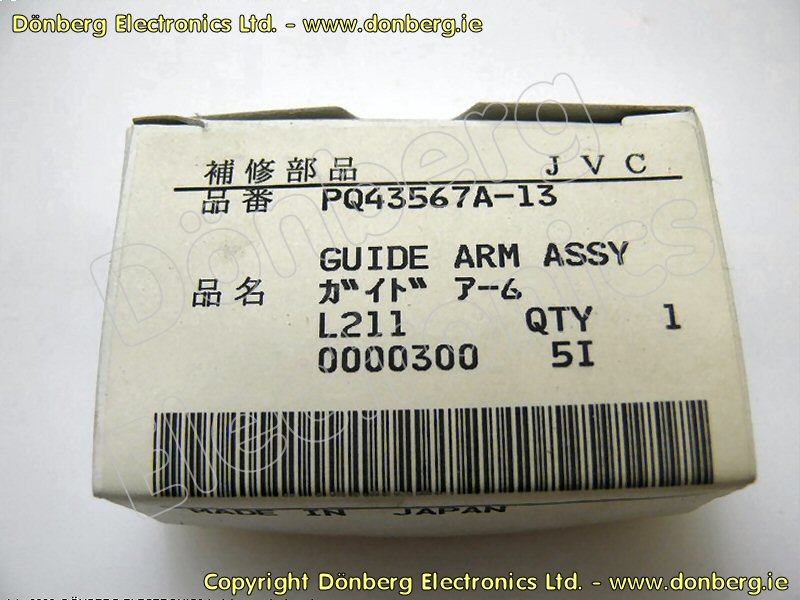 Dönberg Electronics Ltd. - www.donberg.ie
補修部品 JVC
品番 PQ43567A-13
GUIDE ARM ASSY
品名 ガイド アーム
L211 QTY 1
0000300 5I
MADE IN JAPAN
Dönberg Electronics
Copyright Dönberg Electronics Ltd. - www.donberg.ie